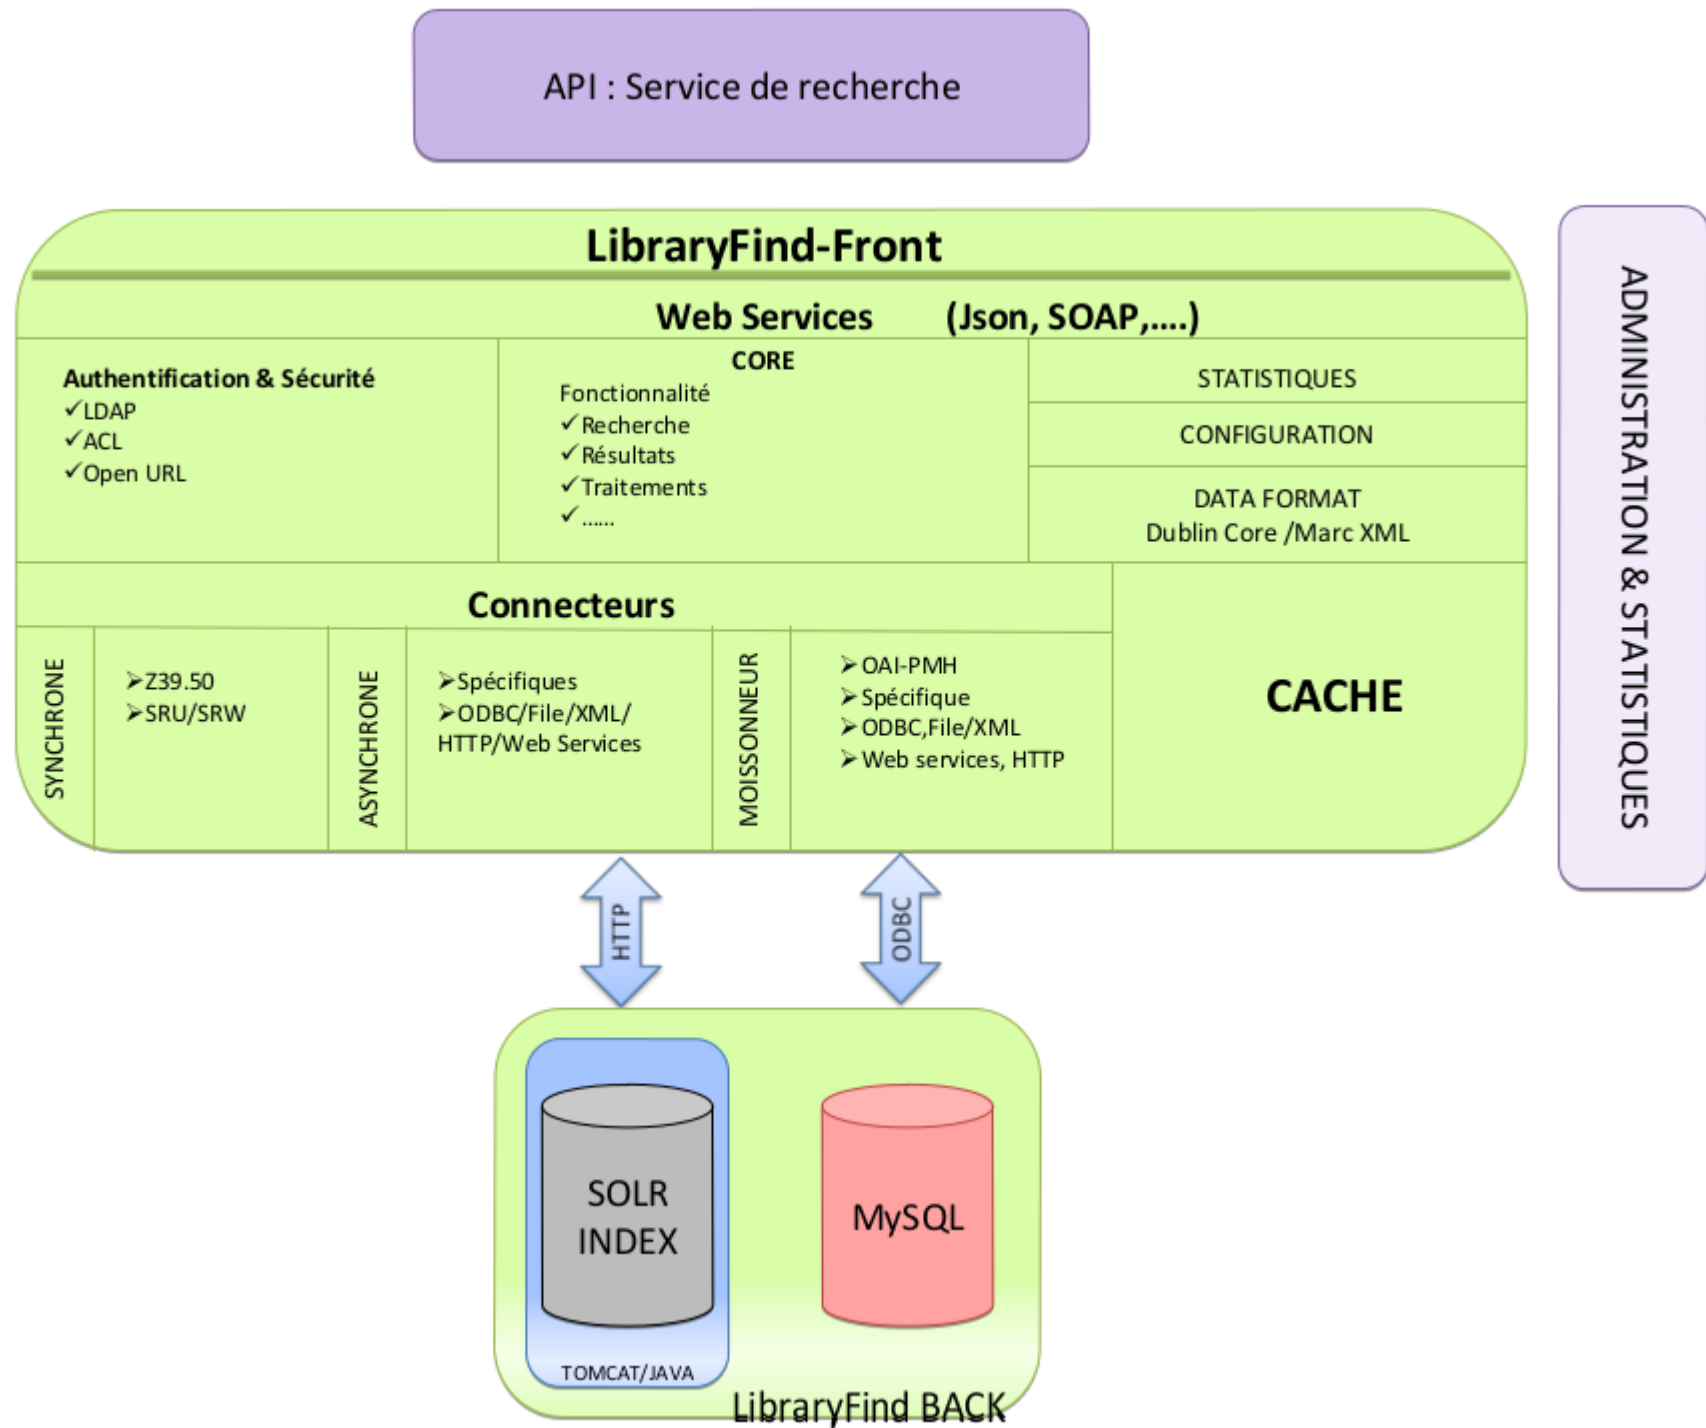 API : Service de recherche
LibraryFind-Front
Web Services (Json, SOAP,....)
Authentification & Sécurité
✓LDAP
✓ACL
✓Open URL
CORE
Fonctionnalité
✓Recherche
✓Résultats
✓Traitements
✓......
STATISTIQUES
CONFIGURATION
DATA FORMAT
Dublin Core /Marc XML
Connecteurs
SYNCHRONE
➢Z39.50
➢SRU/SRW
ASYNCHRONE
➢Spécifiques
➢ODBC/File/XML/
HTTP/Web Services
MOISSONNEUR
➢OAI-PMH
➢Spécifique
➢ODBC,File/XML
➢Web services, HTTP
CACHE
ADMINISTRATION & STATISTIQUES
HTTP
ODBC
SOLR
INDEX
TOMCAT/JAVA
MySQL
LibraryFind BACK